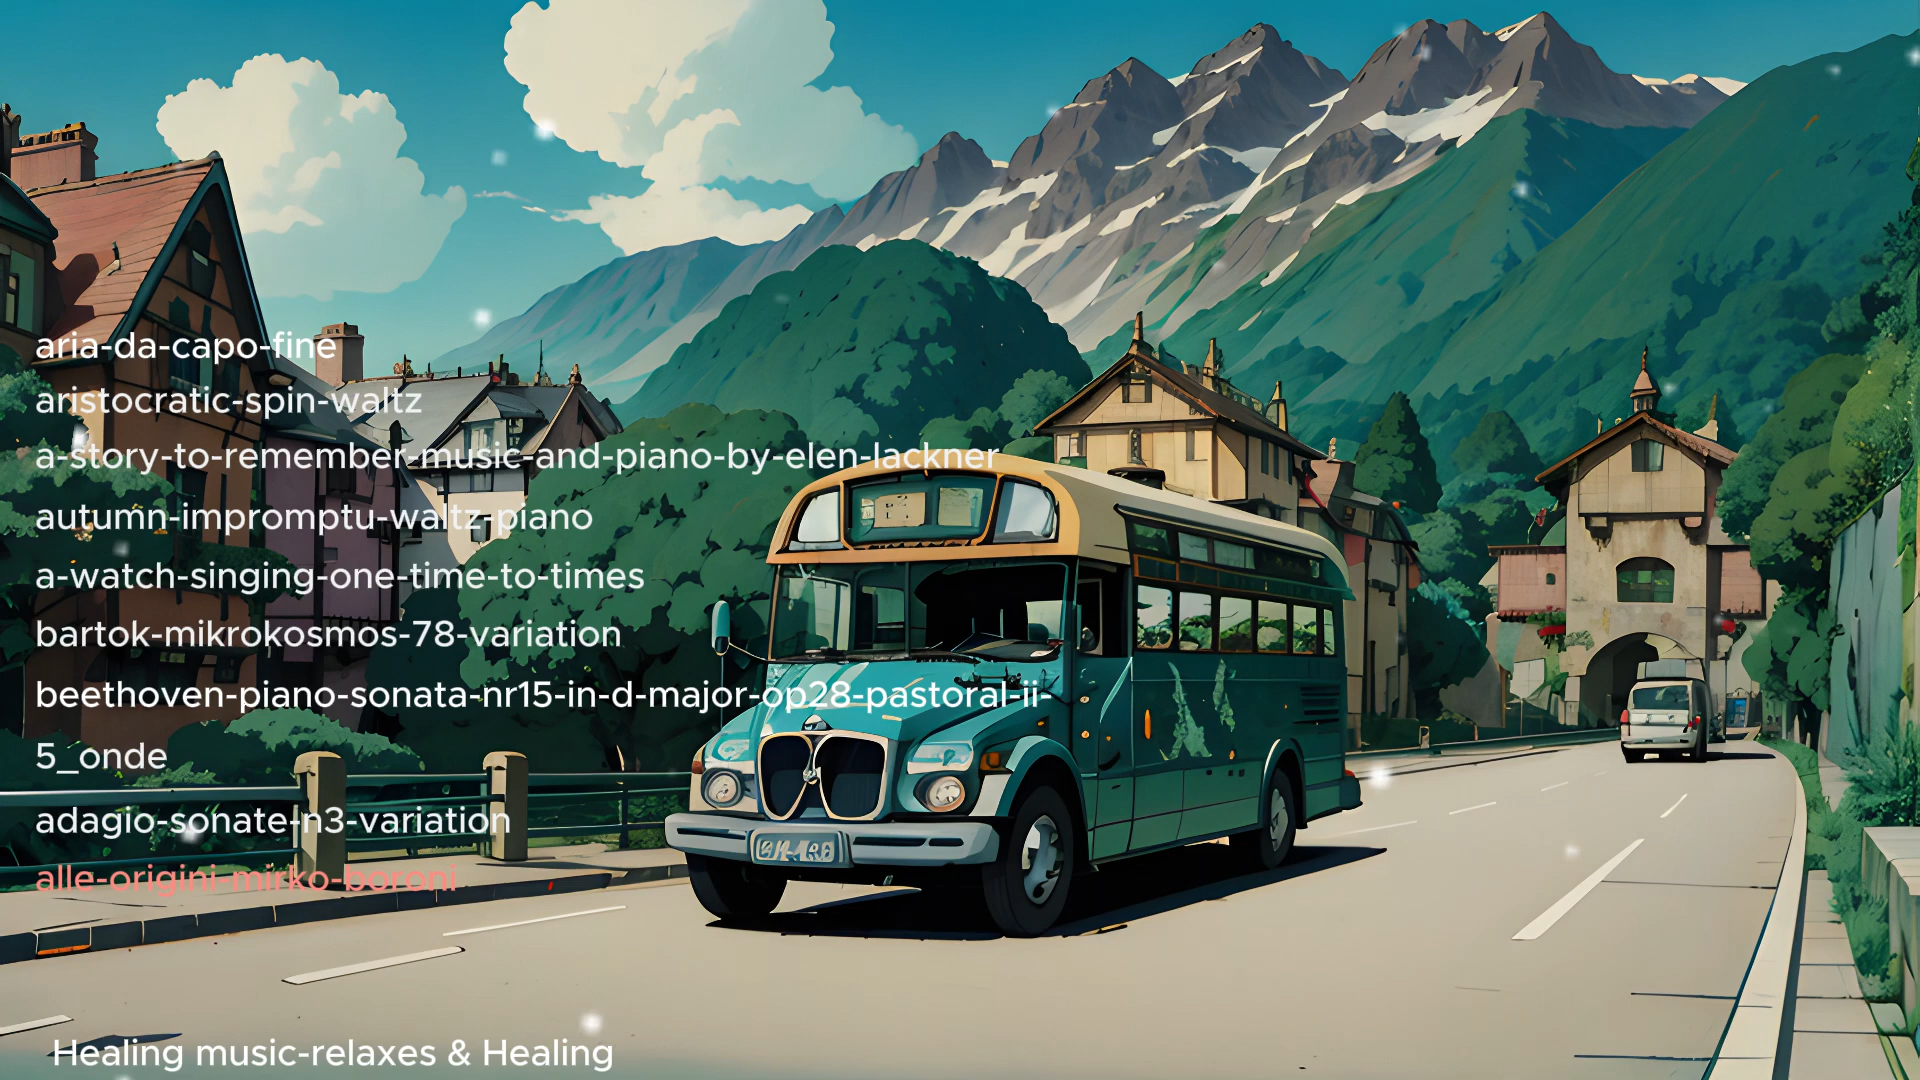 aria-da-capo-fine
aristocratic-spin-waltz
a-story-to-remember-music-and-piano-by-elen-lackner
autumn-impromptu-waltz-piano
a-watch-singing-one-time-to-times
bartok-mikrokosmos-78-variation
beethoven-piano-sonata-nr15-in-d-major-op28-pastoral-ii-
5_onde
adagio-sonate-n3-variation
alle-origini-mirko-boroni
Healing music-relaxes & Healing